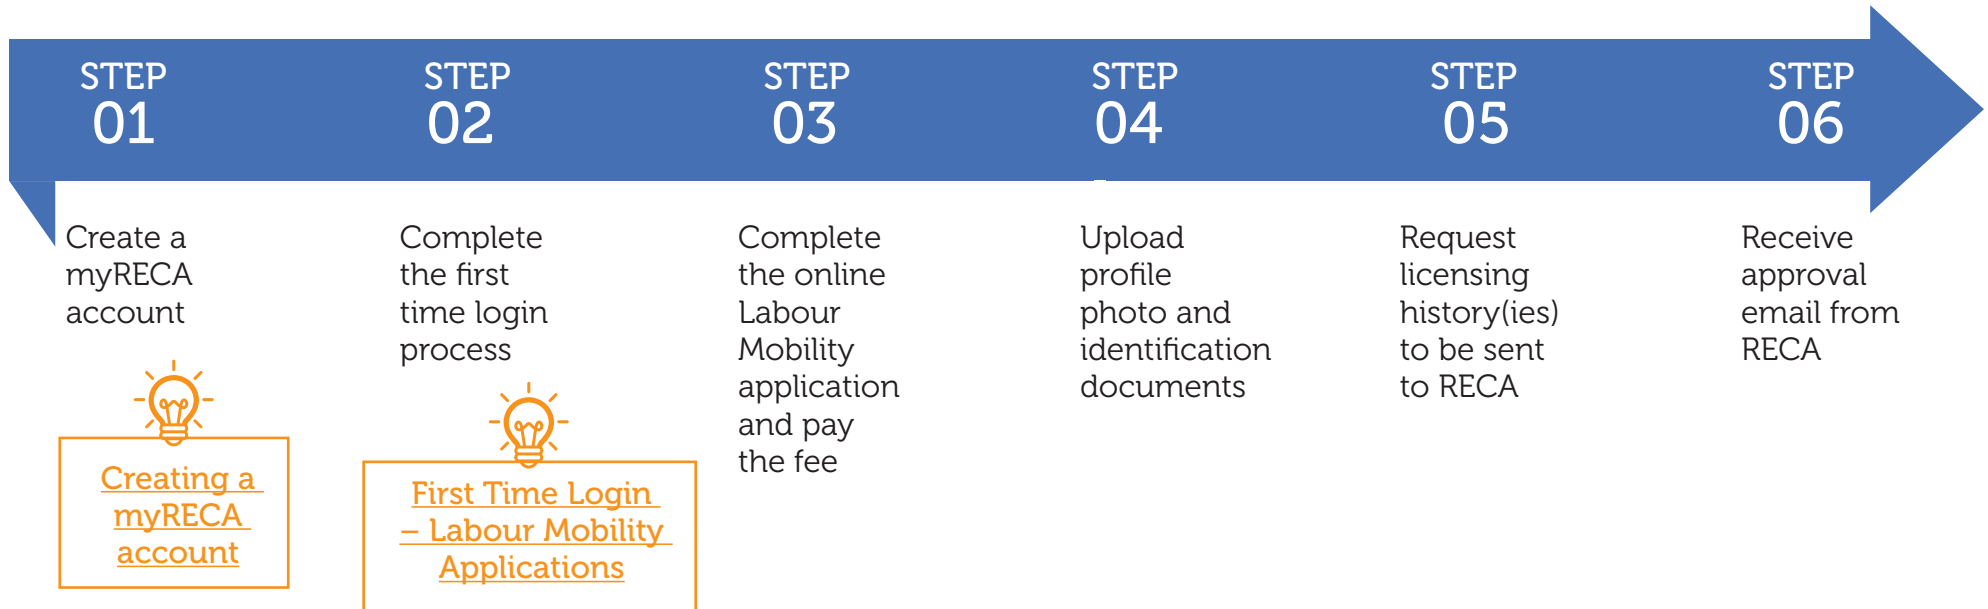 STEP
01
STEP
02
STEP
03
STEP
04
STEP
05
STEP
06
Create a
myRECA
account
Complete
the first
time login
process
Complete
the online
Labour
Mobility
application
and pay
the fee
Upload
profile
photo and
identification
documents
Request
licensing
history(ies)
to be sent
to RECA
Receive
approval
email from
RECA
Creating a
myRECA
account
First Time Login
– Labour Mobility
Applications